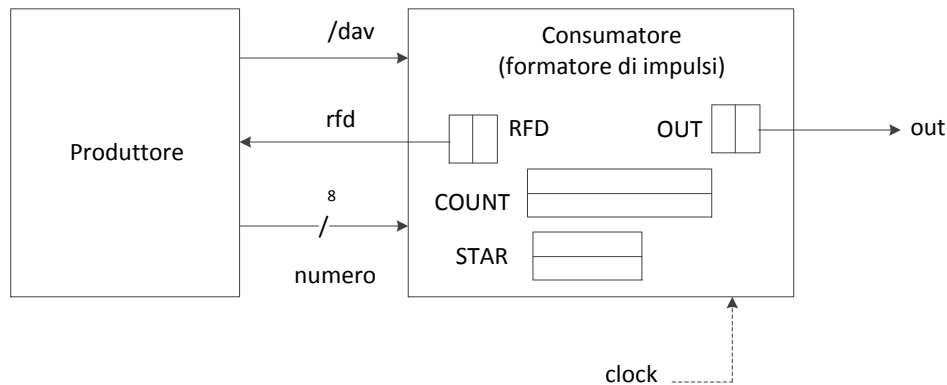 /dav
Consumatore
(formatore di impulsi)
rfd
RFD
OUT
out
Produttore
8
COUNT
STAR
numero
clock